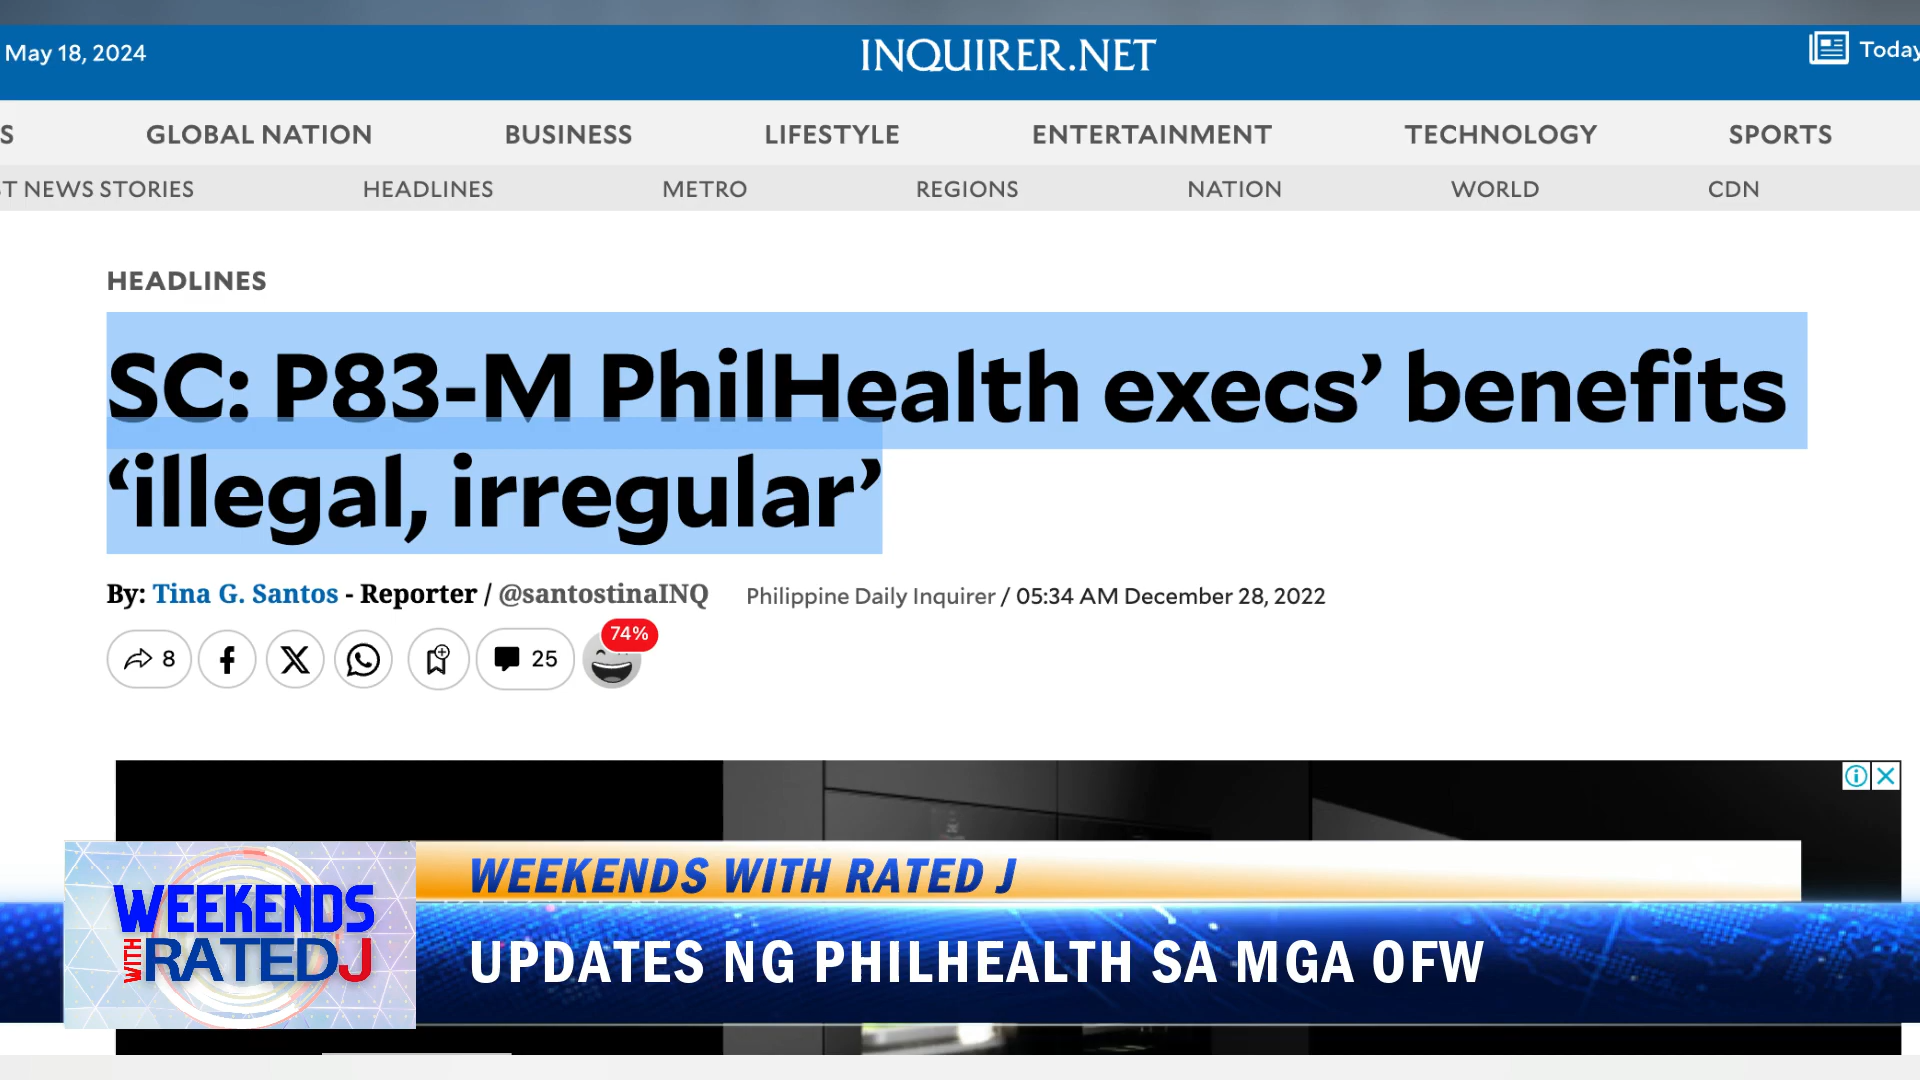 May 18, 2024
INQUIRER.NET
Today
S
GLOBAL NATION
BUSINESS
LIFESTYLE
ENTERTAINMENT
TECHNOLOGY
SPORTS
T NEWS STORIES
HEADLINES
METRO
REGIONS
NATION
WORLD
CDN
HEADLINES
SC: P83-M PhilHealth execs’ benefits
‘illegal, irregular’
By: Tina G. Santos - Reporter / @santostinaINQ
Philippine Daily Inquirer / 05:34 AM December 28, 2022
8
25
74%
WEEKENDS WITH RATED J
WEEKENDS
WITH RATED J
UPDATES NG PHILHEALTH SA MGA OFW